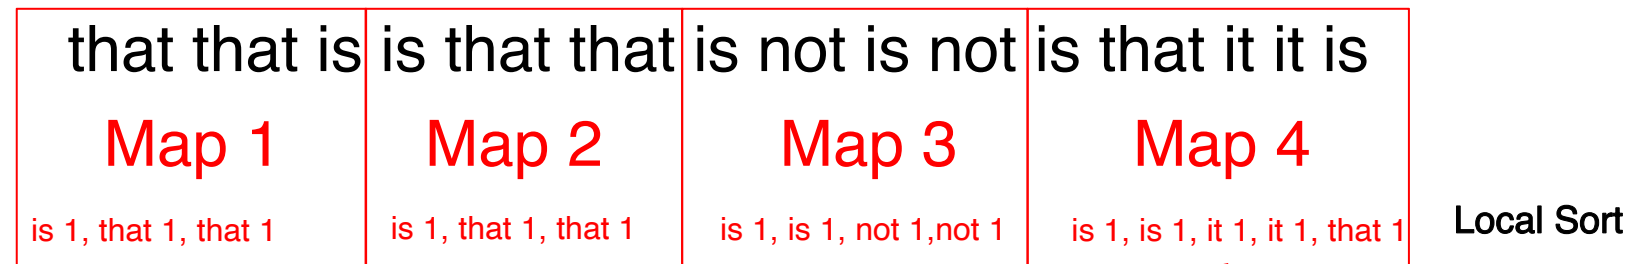 that that is is that that is not is not is that it it is
Map 1 Map 2 Map 3 Map 4
is 1, that 1, that 1 is 1, that 1, that 1 is 1, is 1, not 1,not 1 is 1, is 1, it 1, it 1, that 1 Local Sort